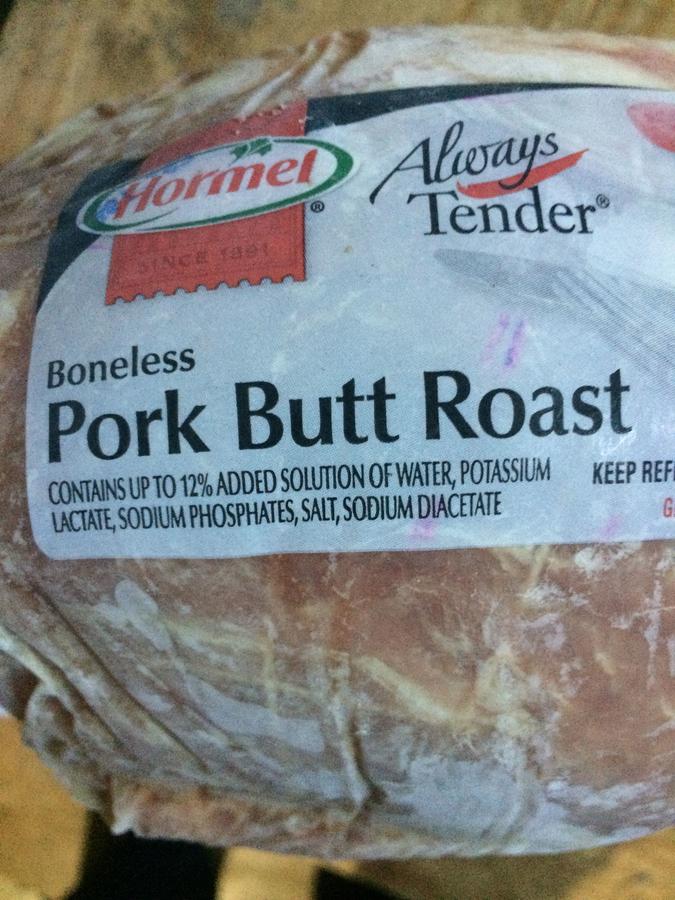 Hormel®
SINCE 1891
Always
Tender®
Boneless
Pork Butt Roast
CONTAINS UP TO 12% ADDED SOLUTION OF WATER, POTASSIUM
LACTATE, SODIUM PHOSPHATES, SALT, SODIUM DIACETATE
KEEP